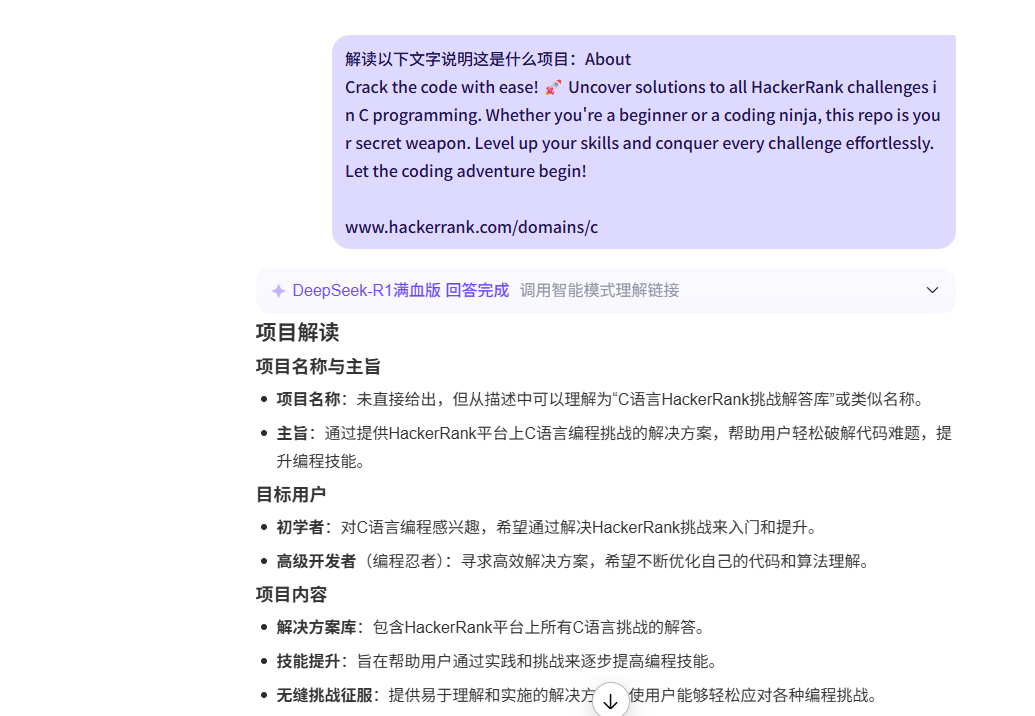 解读以下文字说明这是什么项目：About
Crack the code with ease! 🚀 Uncover solutions to all HackerRank challenges i
n C programming. Whether you're a beginner or a coding ninja, this repo is you
r secret weapon. Level up your skills and conquer every challenge effortlessly.
Let the coding adventure begin!
www.hackerrank.com/domains/c
DeepSeek-R1满血版 回答完成 调用智能模式理解链接
项目解读
项目名称与主旨
• 项目名称：未直接给出，但从描述中可以理解为“C语言HackerRank挑战解答库”或类似名称。
• 主旨：通过提供HackerRank平台上C语言编程挑战的解决方案，帮助用户轻松破解代码难题，提
升编程技能。
目标用户
• 初学者：对C语言编程感兴趣，希望通过解决HackerRank挑战来入门和提升。
• 高级开发者（编程忍者）：寻求高效解决方案，希望不断优化自己的代码和算法理解。
项目内容
• 解决方案库：包含HackerRank平台上所有C语言挑战的解答。
• 技能提升：旨在帮助用户通过实践和挑战来逐步提高编程技能。
• 无缝挑战征服：提供易于理解和实施的解决方 使用户能够轻松应对各种编程挑战。